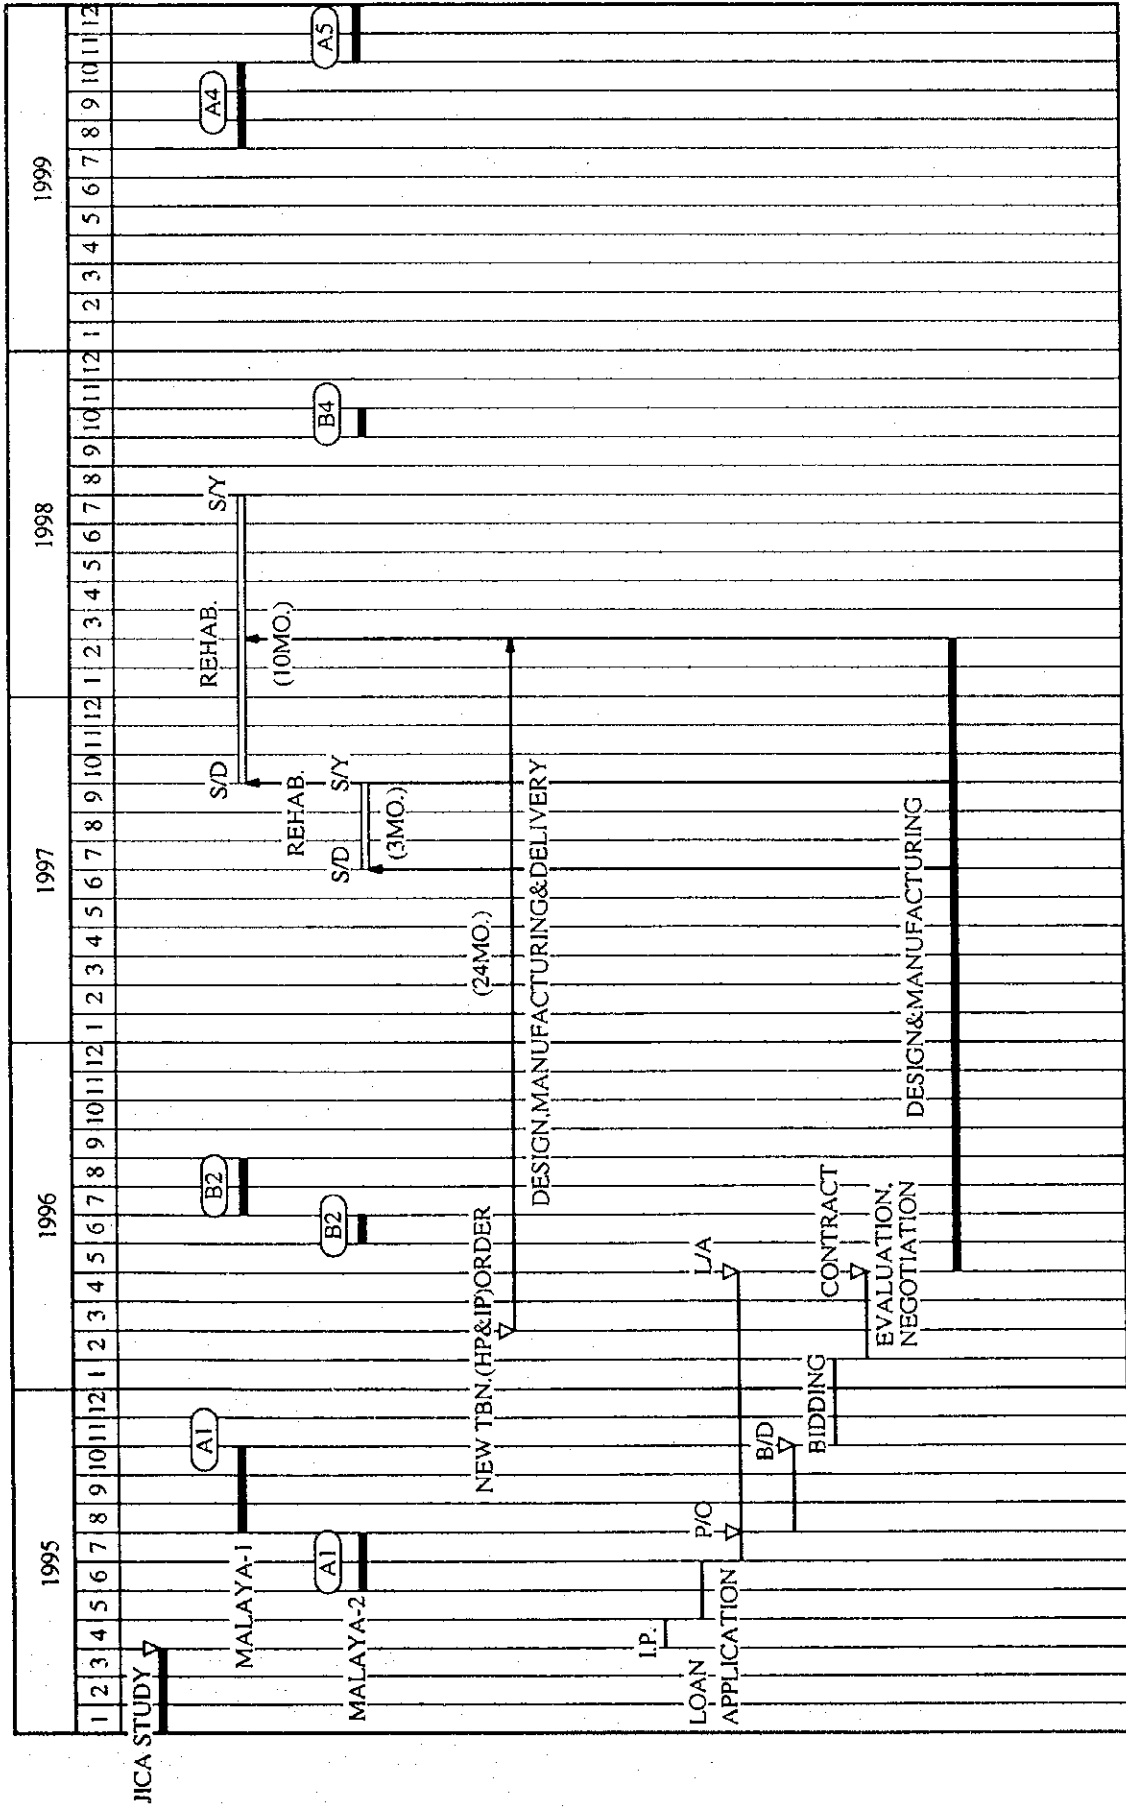 1995 1996 1997 1998 1999
1 2 3 4 5 6 7 8 9 10 11 12 1 2 3 4 5 6 7 8 9 10 11 12 1 2 3 4 5 6 7 8 9 10 11 12 1 2 3 4 5 6 7 8 9 10 11 12 1 2 3 4 5 6 7 8 9 10 11 12
JICA STUDY
A1 B2 REHAB. A4
S/D S/Y
MALAYA-1
(10MO.)
REHAB.
A1 B2 B4 A5
S/D S/Y
MALAYA-2
(3MO.)
(24MO.)
NEW TBN.(HP&IP)ORDER
DESIGN,MANUFACTURING&DELIVERY
I.P.
LOAN
APPLICATION
P/O L/A
B/D
BIDDING
CONTRACT
EVALUATION,
NEGOTIATION
DESIGN&MANUFACTURING